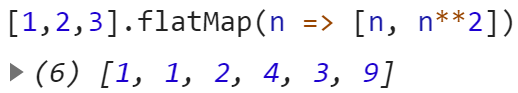 [1,2,3].flatMap(n => [n, n**2])
▶ (6) [1, 1, 2, 4, 3, 9]